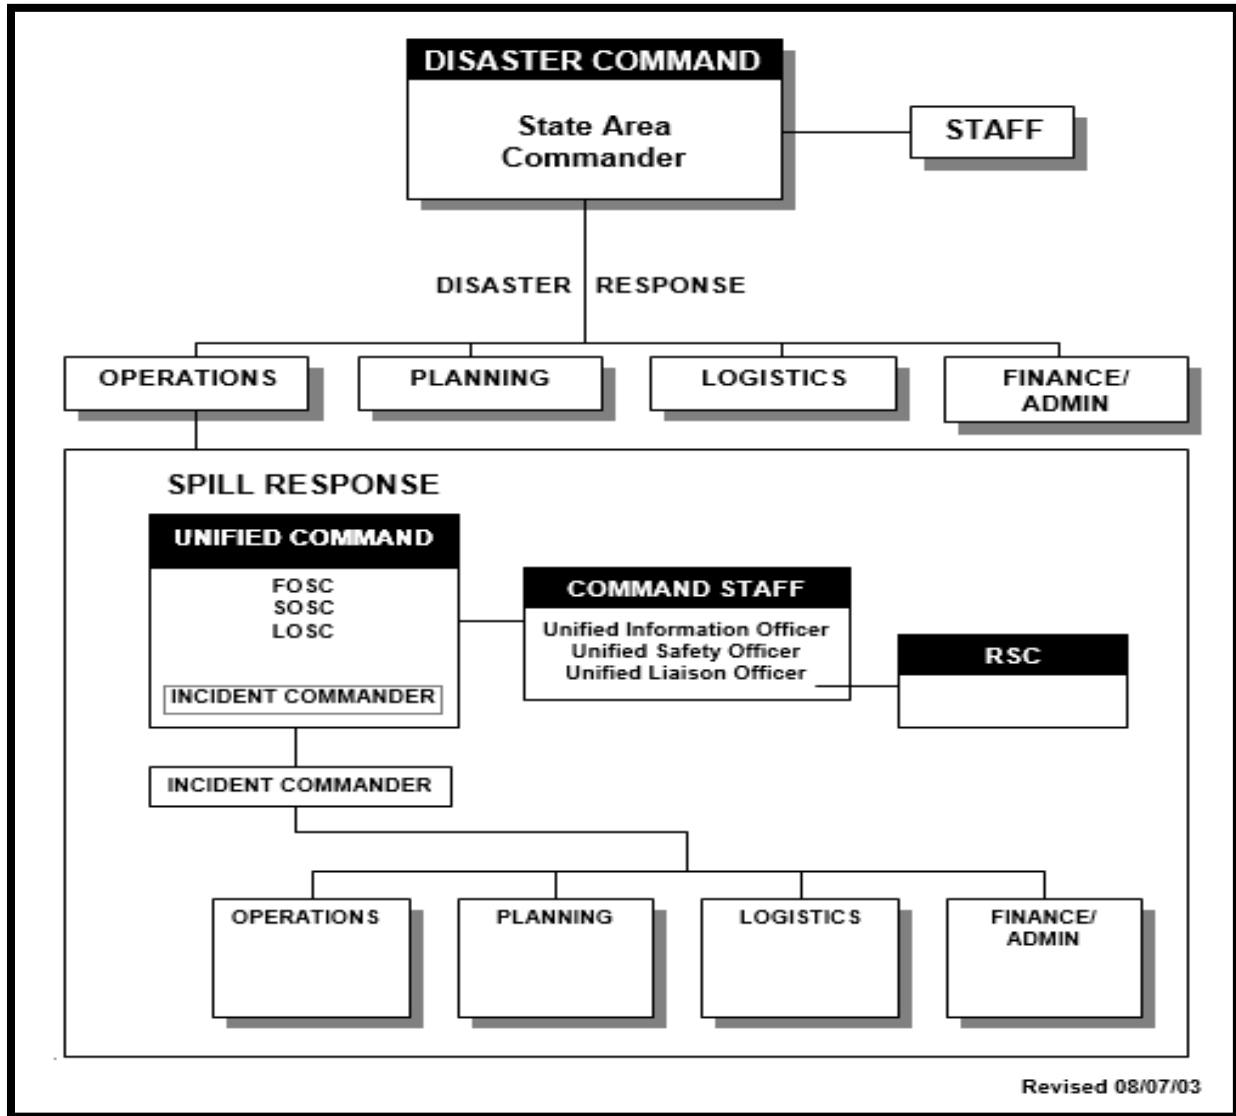 DISASTER COMMAND
State Area
Commander
STAFF
DISASTER RESPONSE
OPERATIONS
PLANNING
LOGISTICS
FINANCE/
ADMIN
SPILL RESPONSE
UNIFIED COMMAND
FOSC
SOSC
LOSC
INCIDENT COMMANDER
COMMAND STAFF
Unified Information Officer
Unified Safety Officer
Unified Liaison Officer
RSC
INCIDENT COMMANDER
OPERATIONS
PLANNING
LOGISTICS
FINANCE/
ADMIN
Revised 08/07/03